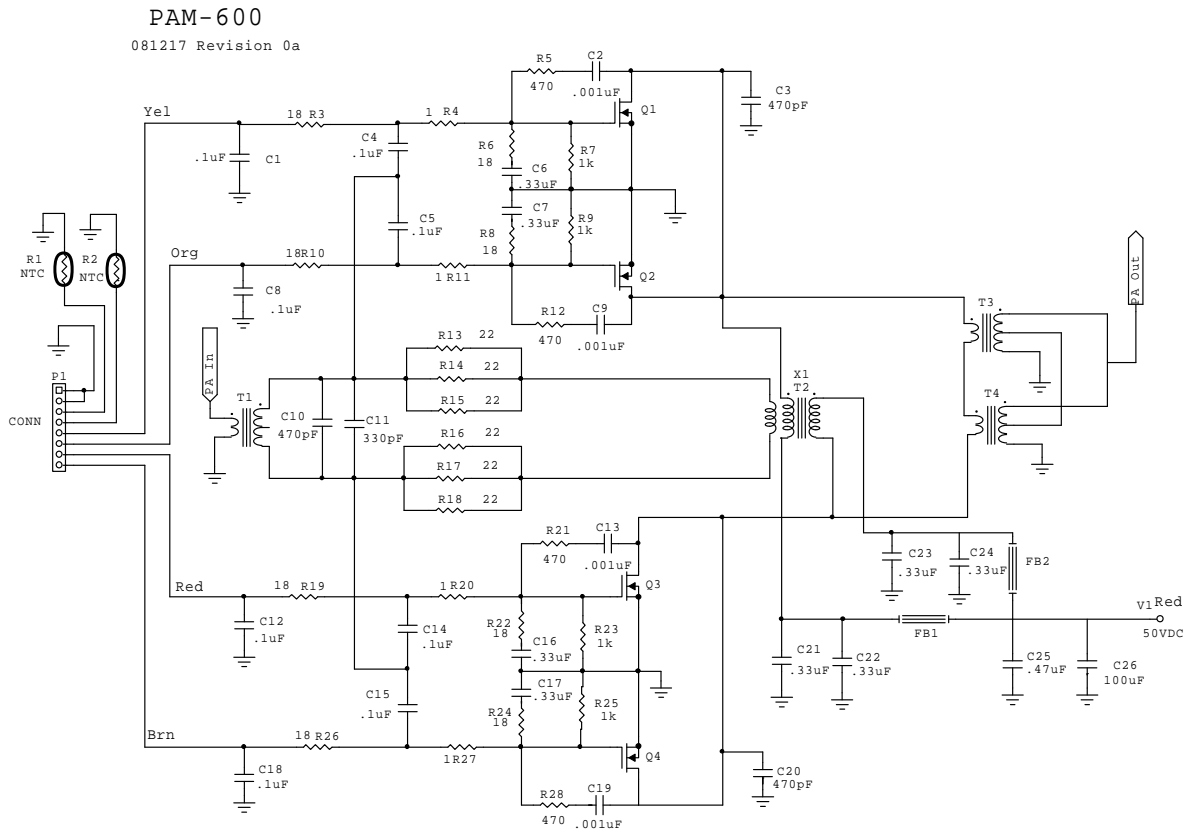 PAM-600
081217 Revision 0a
R5
470
C2
.001uF
C3
470pF
Yel
.1uF
C1
18 R3
C4
.1uF
1 R4
Q1
R6
18
C6
.33uF
R7
1k
C7
.33uF
R8
18
R9
1k
C5
.1uF
Org
18R10
1R11
Q2
C8
.1uF
R1
NTC
R2
NTC
R12
470
C9
.001uF
P1
CONN
PA In
T1
C10
470pF
C11
330pF
R13 22
R14 22
R15 22
R16 22
R17 22
R18 22
X1
T2
T3
T4
PA Out
R21
470
C13
.001uF
Red
18 R19
1R20
Q3
C12
.1uF
C14
.1uF
R22
18
C16
.33uF
R23
1k
C17
.33uF
R24
18
R25
1k
C15
.1uF
Brn
18 R26
1R27
Q4
C18
.1uF
R28
470
C19
.001uF
C20
470pF
C23
.33uF
C24
.33uF
FB2
FB1
V1 Red
50VDC
C21
.33uF
C22
.33uF
C25
.47uF
C26
100uF